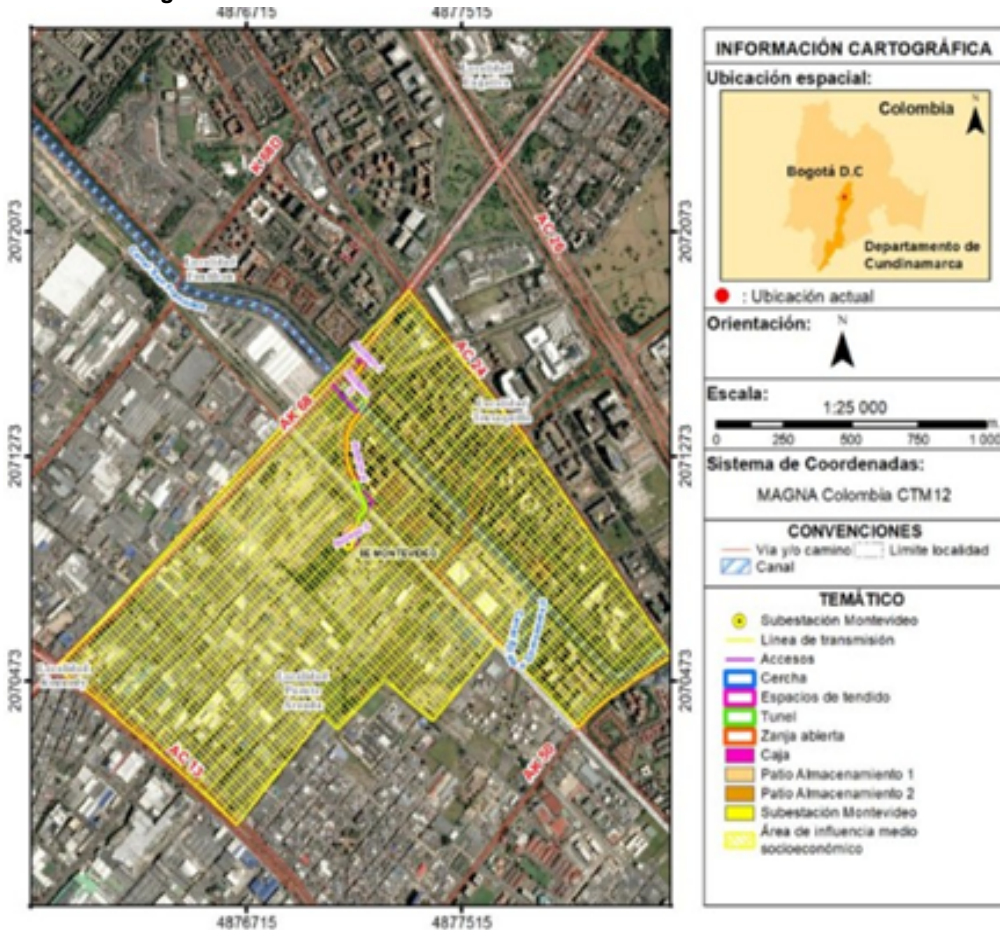 4876715
4877515
2072073
2071273
2070473
2072073
2071273
2070473
4876715
4877515
AC 26
AC 24
AK 68
AC 13
AK 50
SE MONTEVIDEO
INFORMACIÓN CARTOGRÁFICA
Ubicación espacial:
Colombia
N
Bogotá D.C
Departamento de
Cundinamarca
: Ubicación actual
Orientación:
N
Escala:
1:25 000
0 250 500 750 1 000
Sistema de Coordenadas:
MAGNA Colombia CTM12
CONVENCIONES
Vía y/o camino
Límite localidad
Canal
TEMÁTICO
Subestación Montevideo
Línea de transmisión
Accesos
Cercha
Espacios de tendido
Tunel
Zanja abierta
Caja
Patio Almacenamiento 1
Patio Almacenamiento 2
Subestación Montevideo
Área de influencia medio
socioeconómico